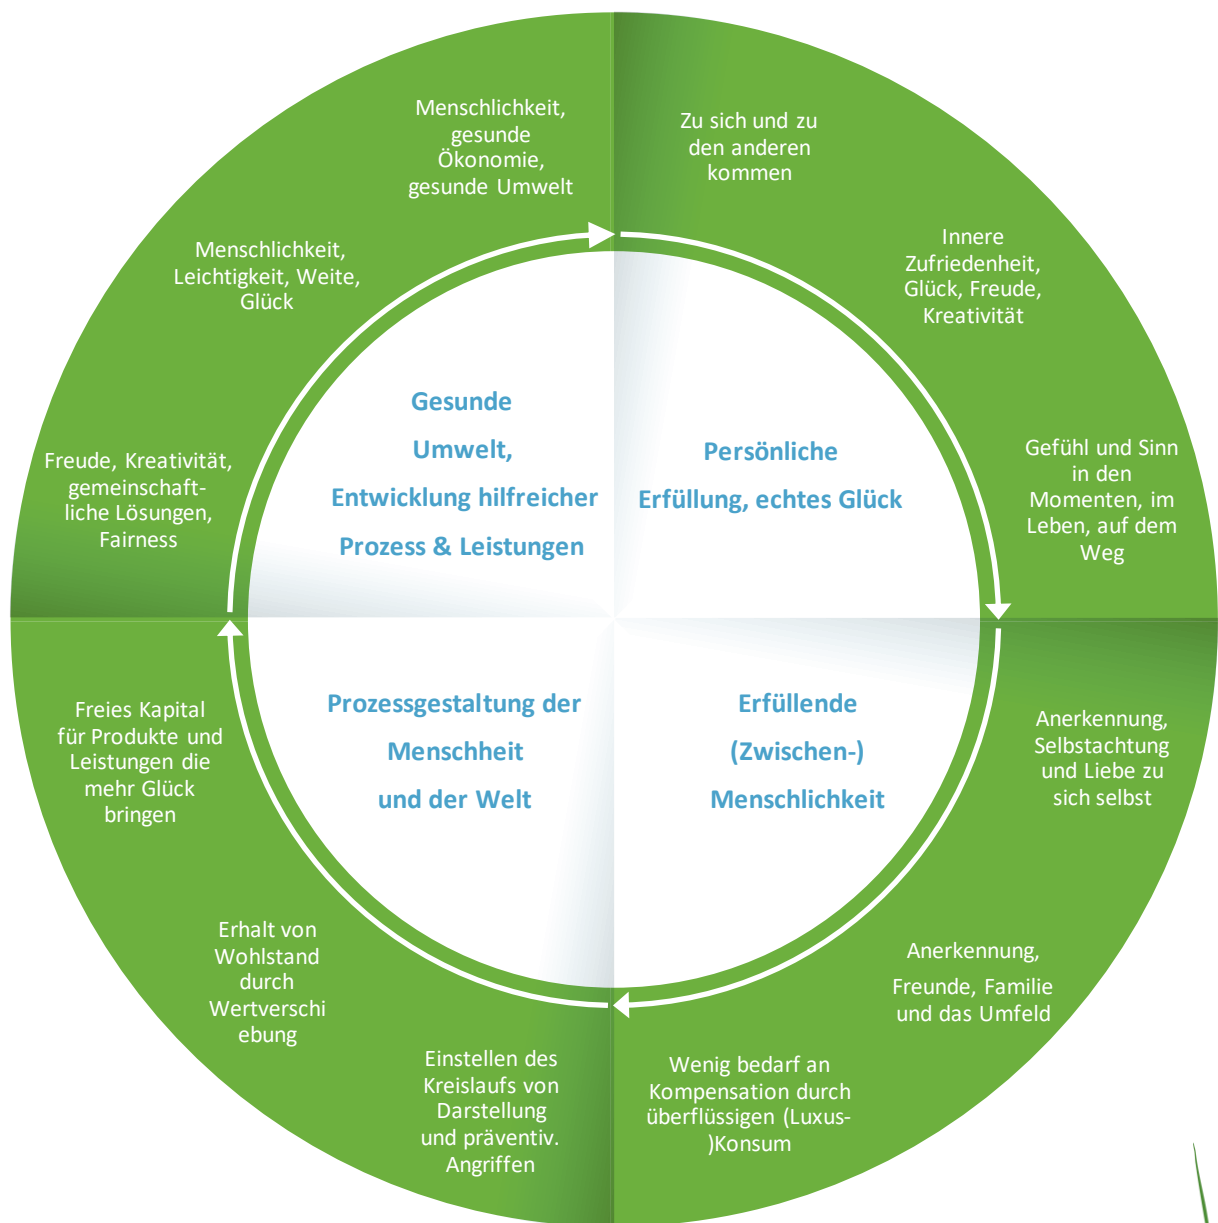 Menschlichkeit,
gesunde
Ökonomie,
gesunde Umwelt
Zu sich und zu
den anderen
kommen
Menschlichkeit,
Leichtigkeit, Weite,
Glück
Innere
Zufriedenheit,
Glück, Freude,
Kreativität
Freude, Kreativität,
gemeinschaft-
liche Lösungen,
Fairness
Gesunde
Umwelt,
Entwicklung hilfreicher
Prozess & Leistungen
Persönliche
Erfüllung, echtes Glück
Gefühl und Sinn
in den
Momenten, im
Leben, auf dem
Weg
Freies Kapital
für Produkte und
Leistungen die
mehr Glück
bringen
Prozessgestaltung der
Menschheit
und der Welt
Erfüllende
(Zwischen-)
Menschlichkeit
Anerkennung,
Selbstachtung
und Liebe zu
sich selbst
Erhalt von
Wohlstand
durch
Wertverschi
ebung
Anerkennung,
Freunde, Familie
und das Umfeld
Einstellen des
Kreislaufs von
Darstellung
und präventiv.
Angriffen
Wenig bedarf an
Kompensation durch
überflüssigen (Luxus-
)Konsum